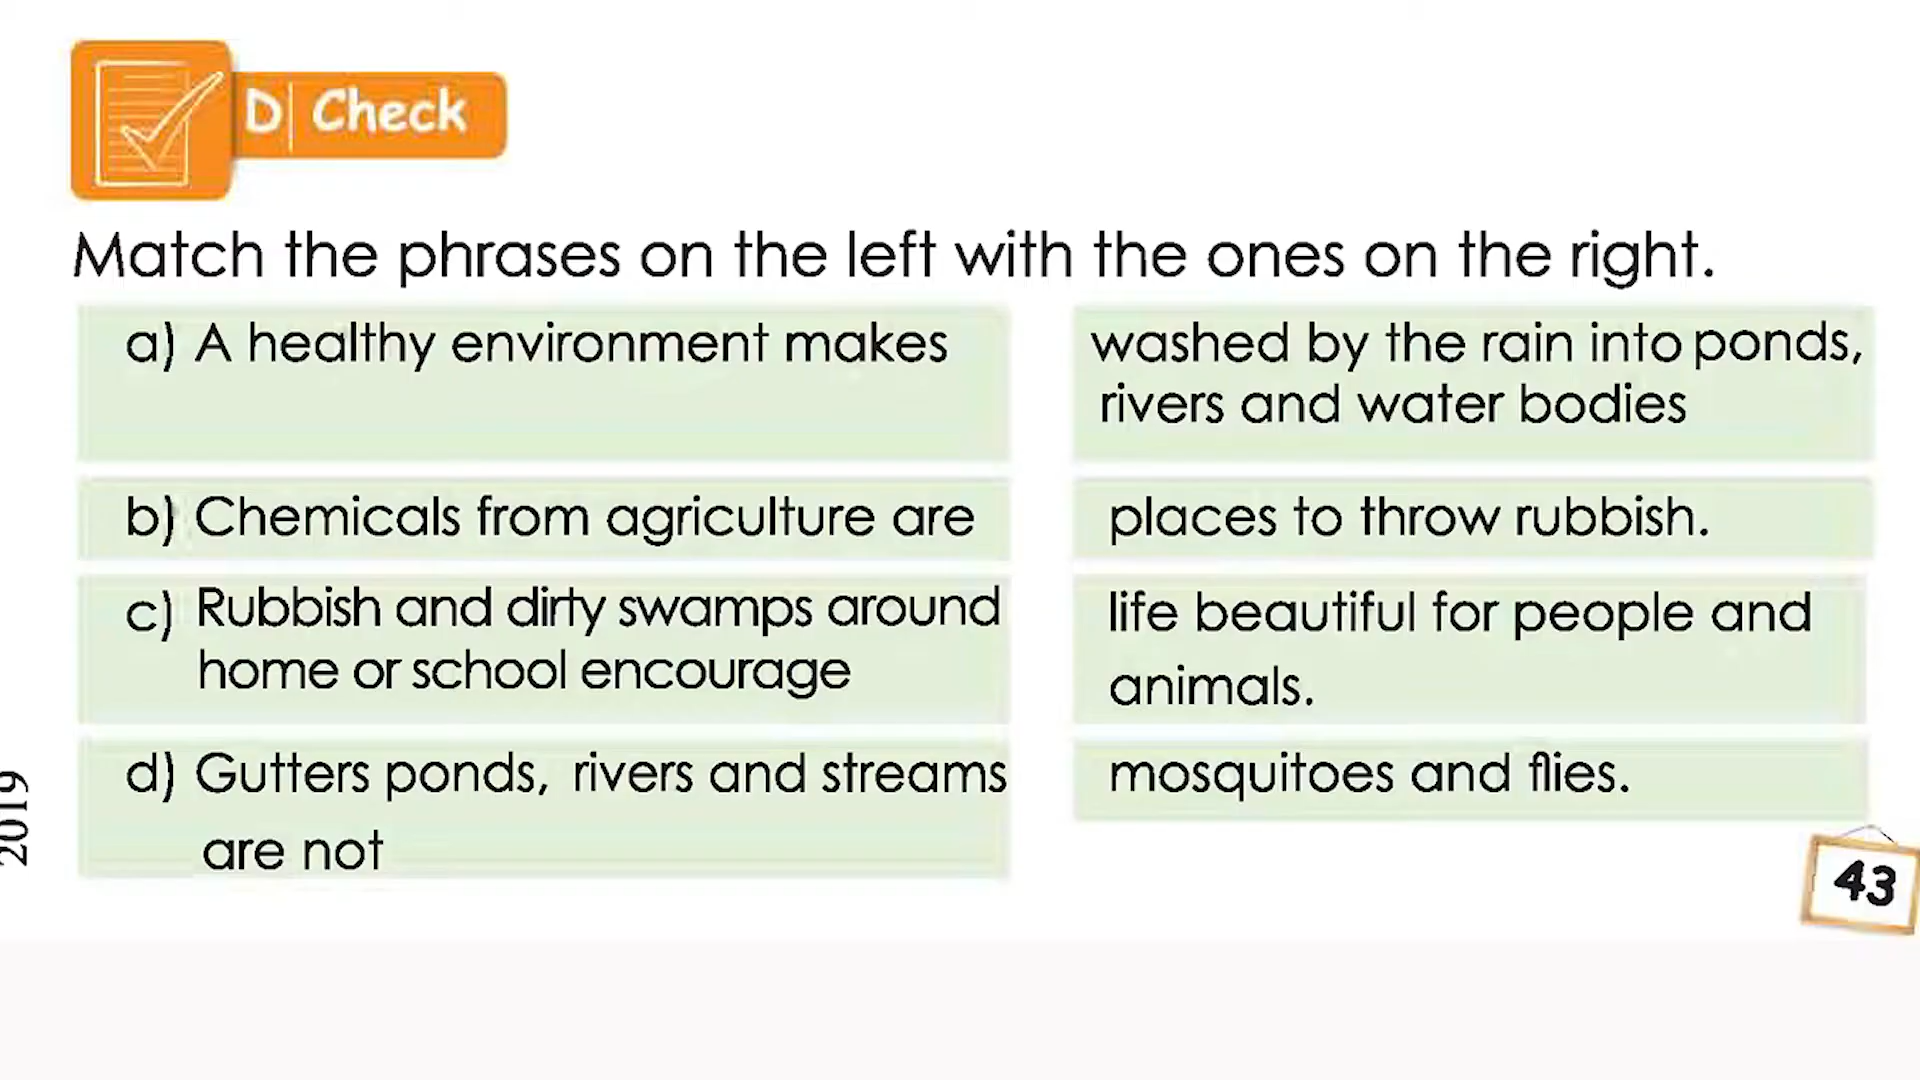 D| Check
Match the phrases on the left with the ones on the right.
a) A healthy environment makes
washed by the rain into ponds,
rivers and water bodies
b) Chemicals from agriculture are
places to throw rubbish.
c) Rubbish and dirty swamps around
home or school encourage
life beautiful for people and
animals.
d) Gutters ponds, rivers and streams
are not
mosquitoes and flies.
2019
43